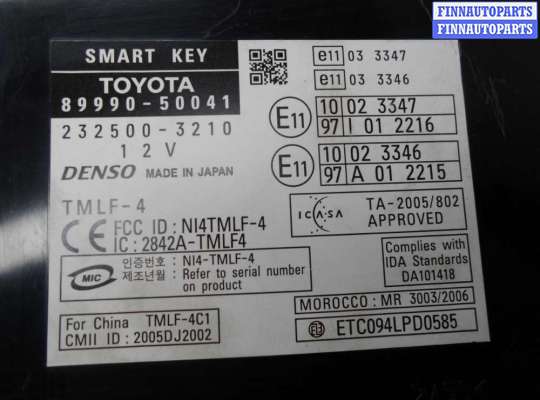 FINNAUTOPARTS
FINNAUTOPARTS
SMART KEY
TOYOTA
89990-50041
232500-3210
12V
DENSO MADE IN JAPAN
e11 03 3347
e11 03 3346
E11 10 02 3347
97 I 01 2216
E11 10 02 3346
97 A 01 2215
TMLF-4
CE FCC ID : NI4TMLF-4
IC : 2842A-TMLF4
ICASA TA-2005/802
APPROVED
MIC 인증번호: NI4-TMLF-4
제조년월: Refer to serial number
on product
Complies with
IDA Standards
DA101418
MOROCCO : MR 3003/2006
For China TMLF-4C1
CMII ID : 2005DJ2002
ETC094LPD0585